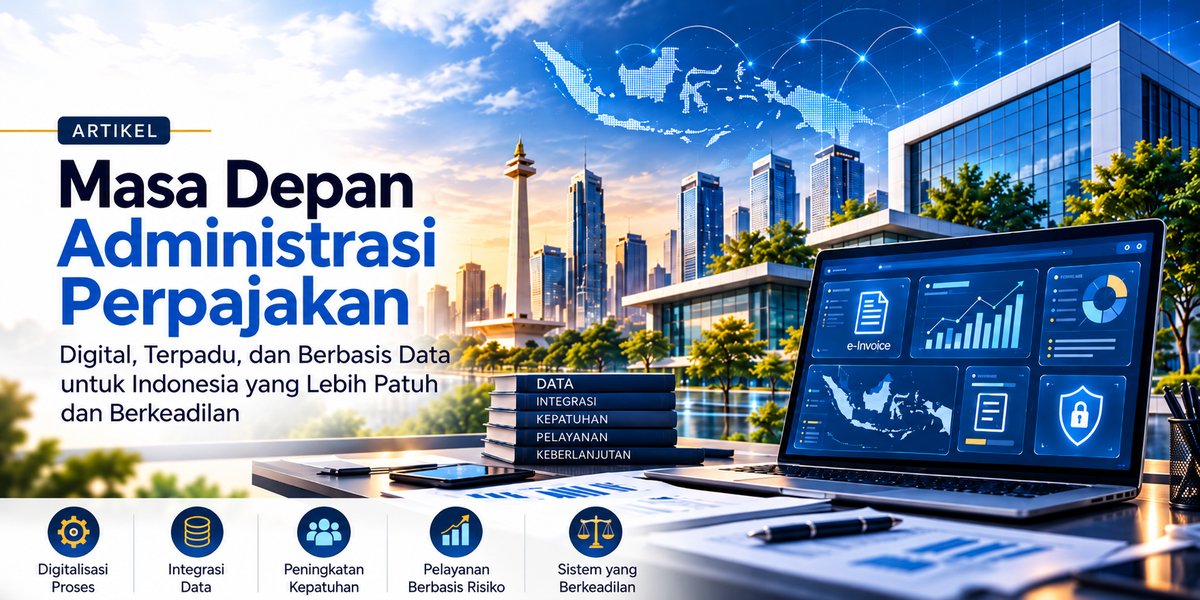 ARTIKEL
Masa Depan
Administrasi
Perpajakan
Digital, Terpadu, dan Berbasis Data
untuk Indonesia yang Lebih Patuh
dan Berkeadilan
DATA
INTEGRASI
KEPATUHAN
PELAYANAN
KEBERLANJUTAN
e-Invoice
Digitalisasi
Proses
Integrasi
Data
Peningkatan
Kepatuhan
Pelayanan
Berbasis Risiko
Sistem yang
Berkeadilan